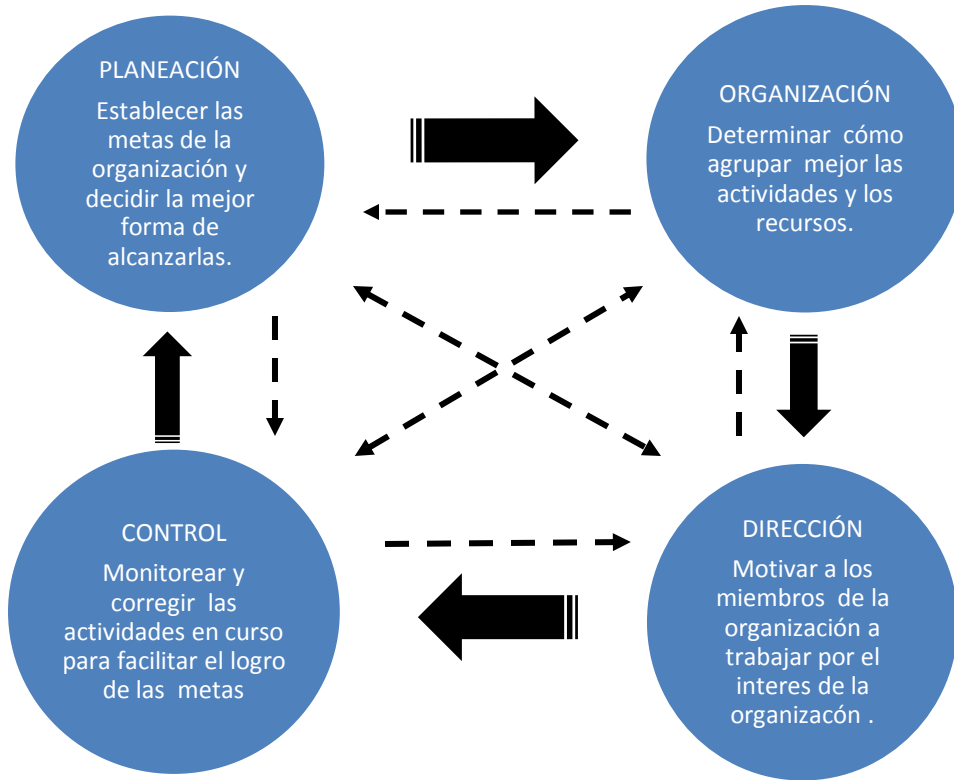 PLANEACIÓN
Establecer las
metas de la
organización y
decidir la mejor
forma de
alcanzarlas.
ORGANIZACIÓN
Determinar cómo
agrupar mejor las
actividades y los
recursos.
CONTROL
Monitorear y
corregir las
actividades en curso
para facilitar el logro
de las metas
DIRECCIÓN
Motivar a los
miembros de la
organización a
trabajar por el
interes de la
organizacón .